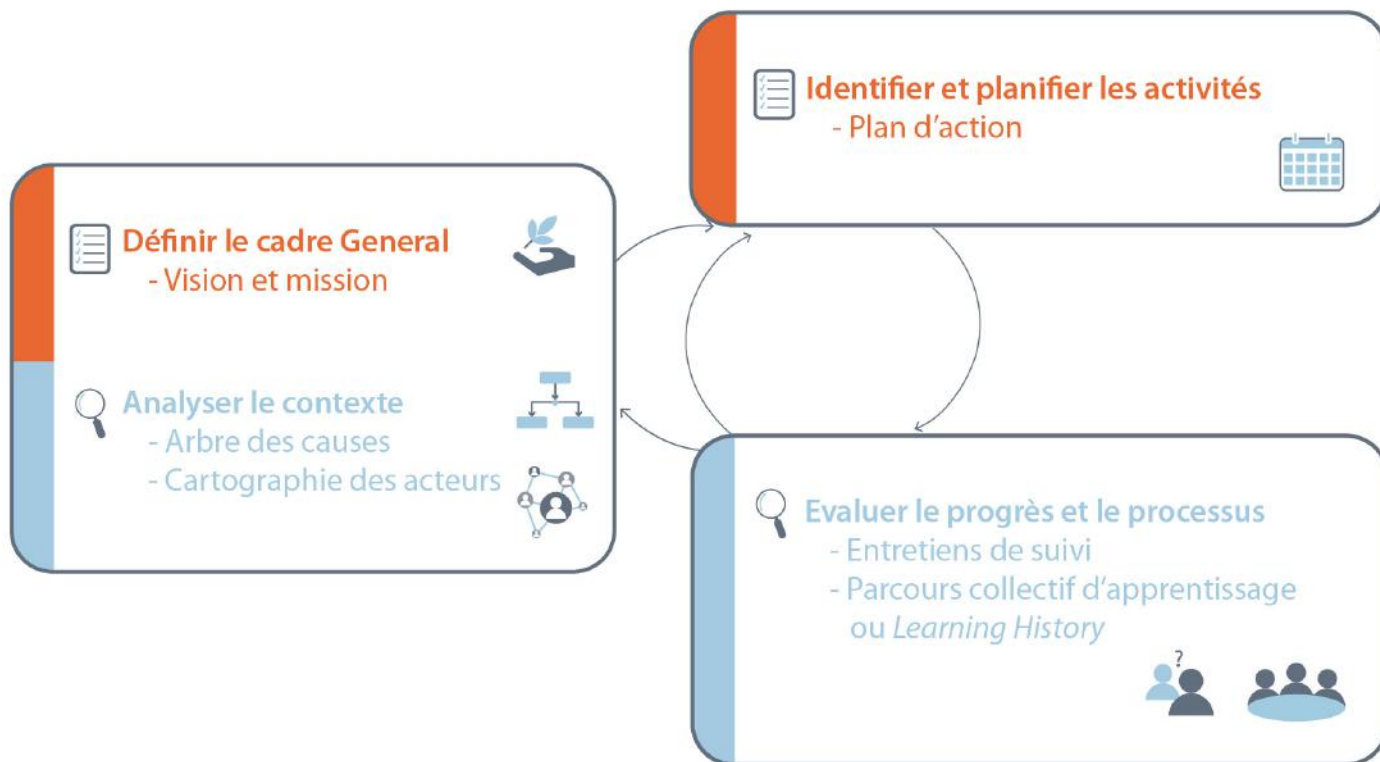 Définir le cadre General
- Vision et mission
Analyser le contexte
- Arbre des causes
- Cartographie des acteurs
Identifier et planifier les activités
- Plan d'action
Evaluer le progrès et le processus
- Entretiens de suivi
- Parcours collectif d'apprentissage
ou Learning History
?